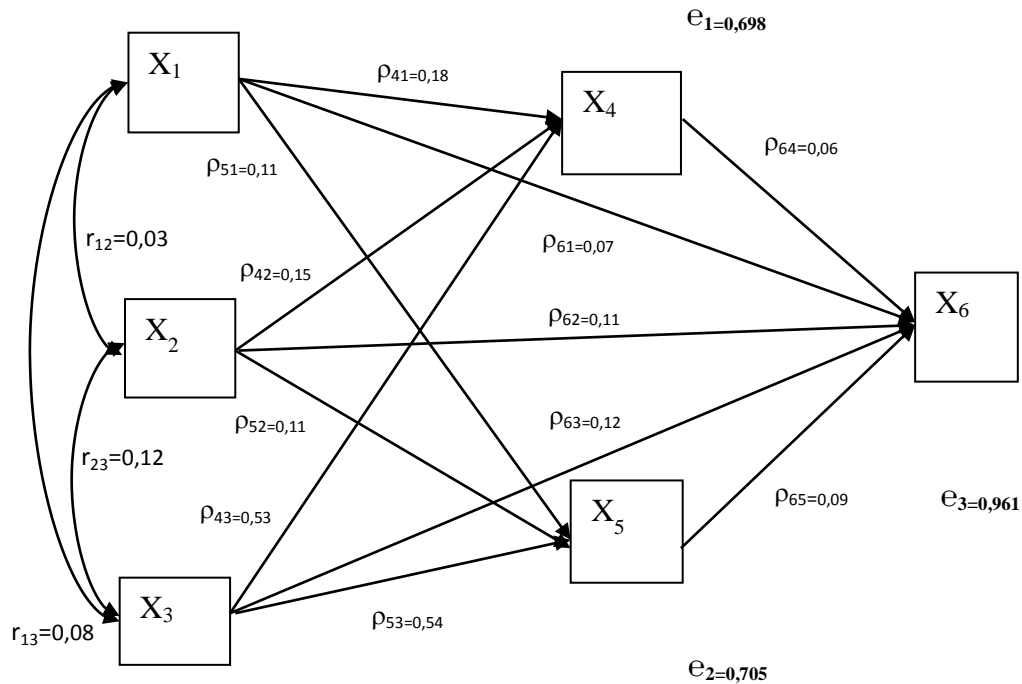 e1=0,698
X1
ρ41=0,18
X4
ρ64=0,06
ρ51=0,11
r12=0,03
ρ61=0,07
ρ42=0,15
X6
X2
ρ62=0,11
ρ52=0,11
ρ63=0,12
r23=0,12
ρ43=0,53
X5
ρ65=0,09
e3=0,961
X3
ρ53=0,54
r13=0,08
e2=0,705